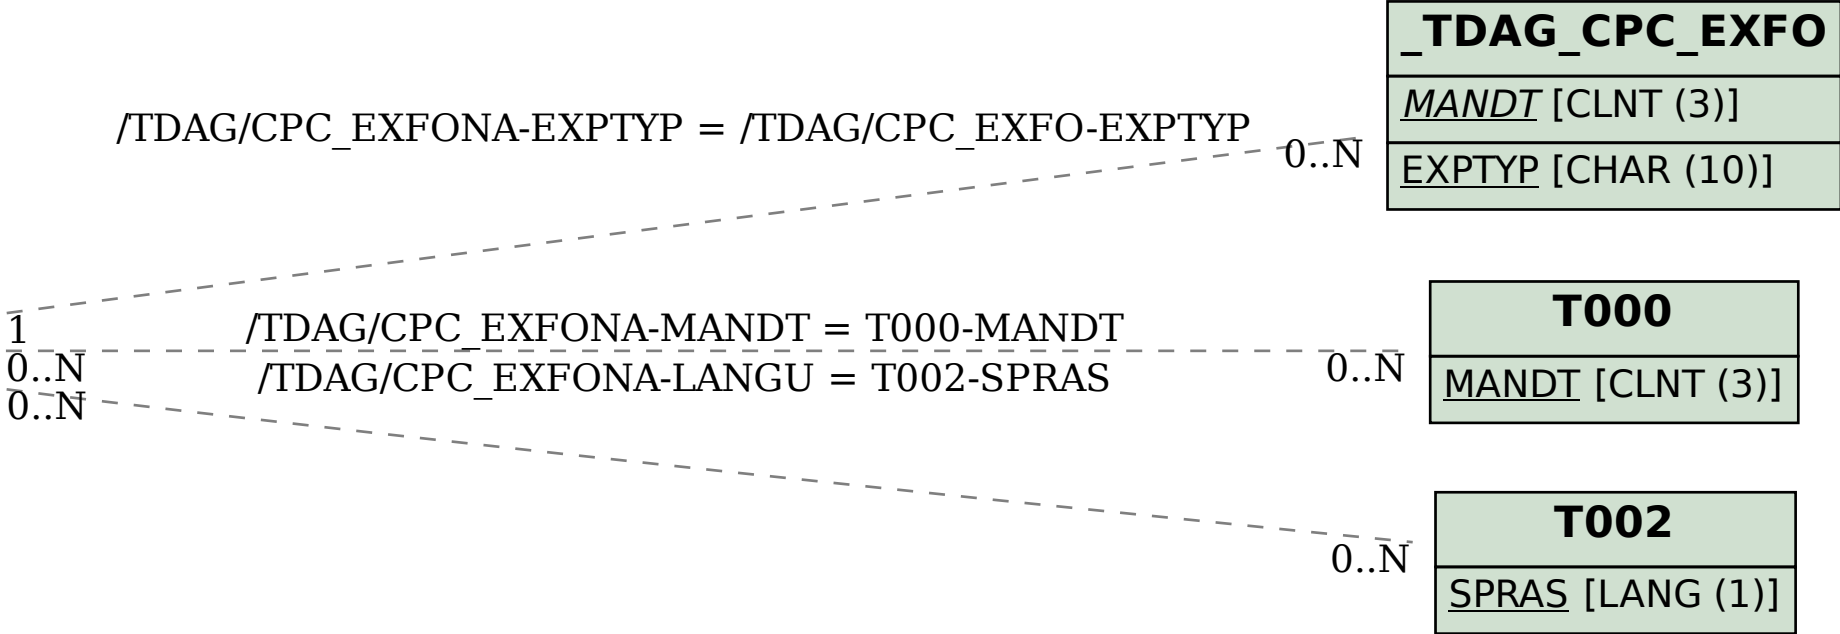 _TDAG_CPC_EXFO
MANDT [CLNT (3)]
EXPTYP [CHAR (10)]
/TDAG/CPC_EXFONA-EXPTYP = /TDAG/CPC_EXFO-EXPTYP
0..N
1
/TDAG/CPC_EXFONA-MANDT = T000-MANDT
0..N
0..N
T000
MANDT [CLNT (3)]
/TDAG/CPC_EXFONA-LANGU = T002-SPRAS
0..N
0..N
T002
SPRAS [LANG (1)]